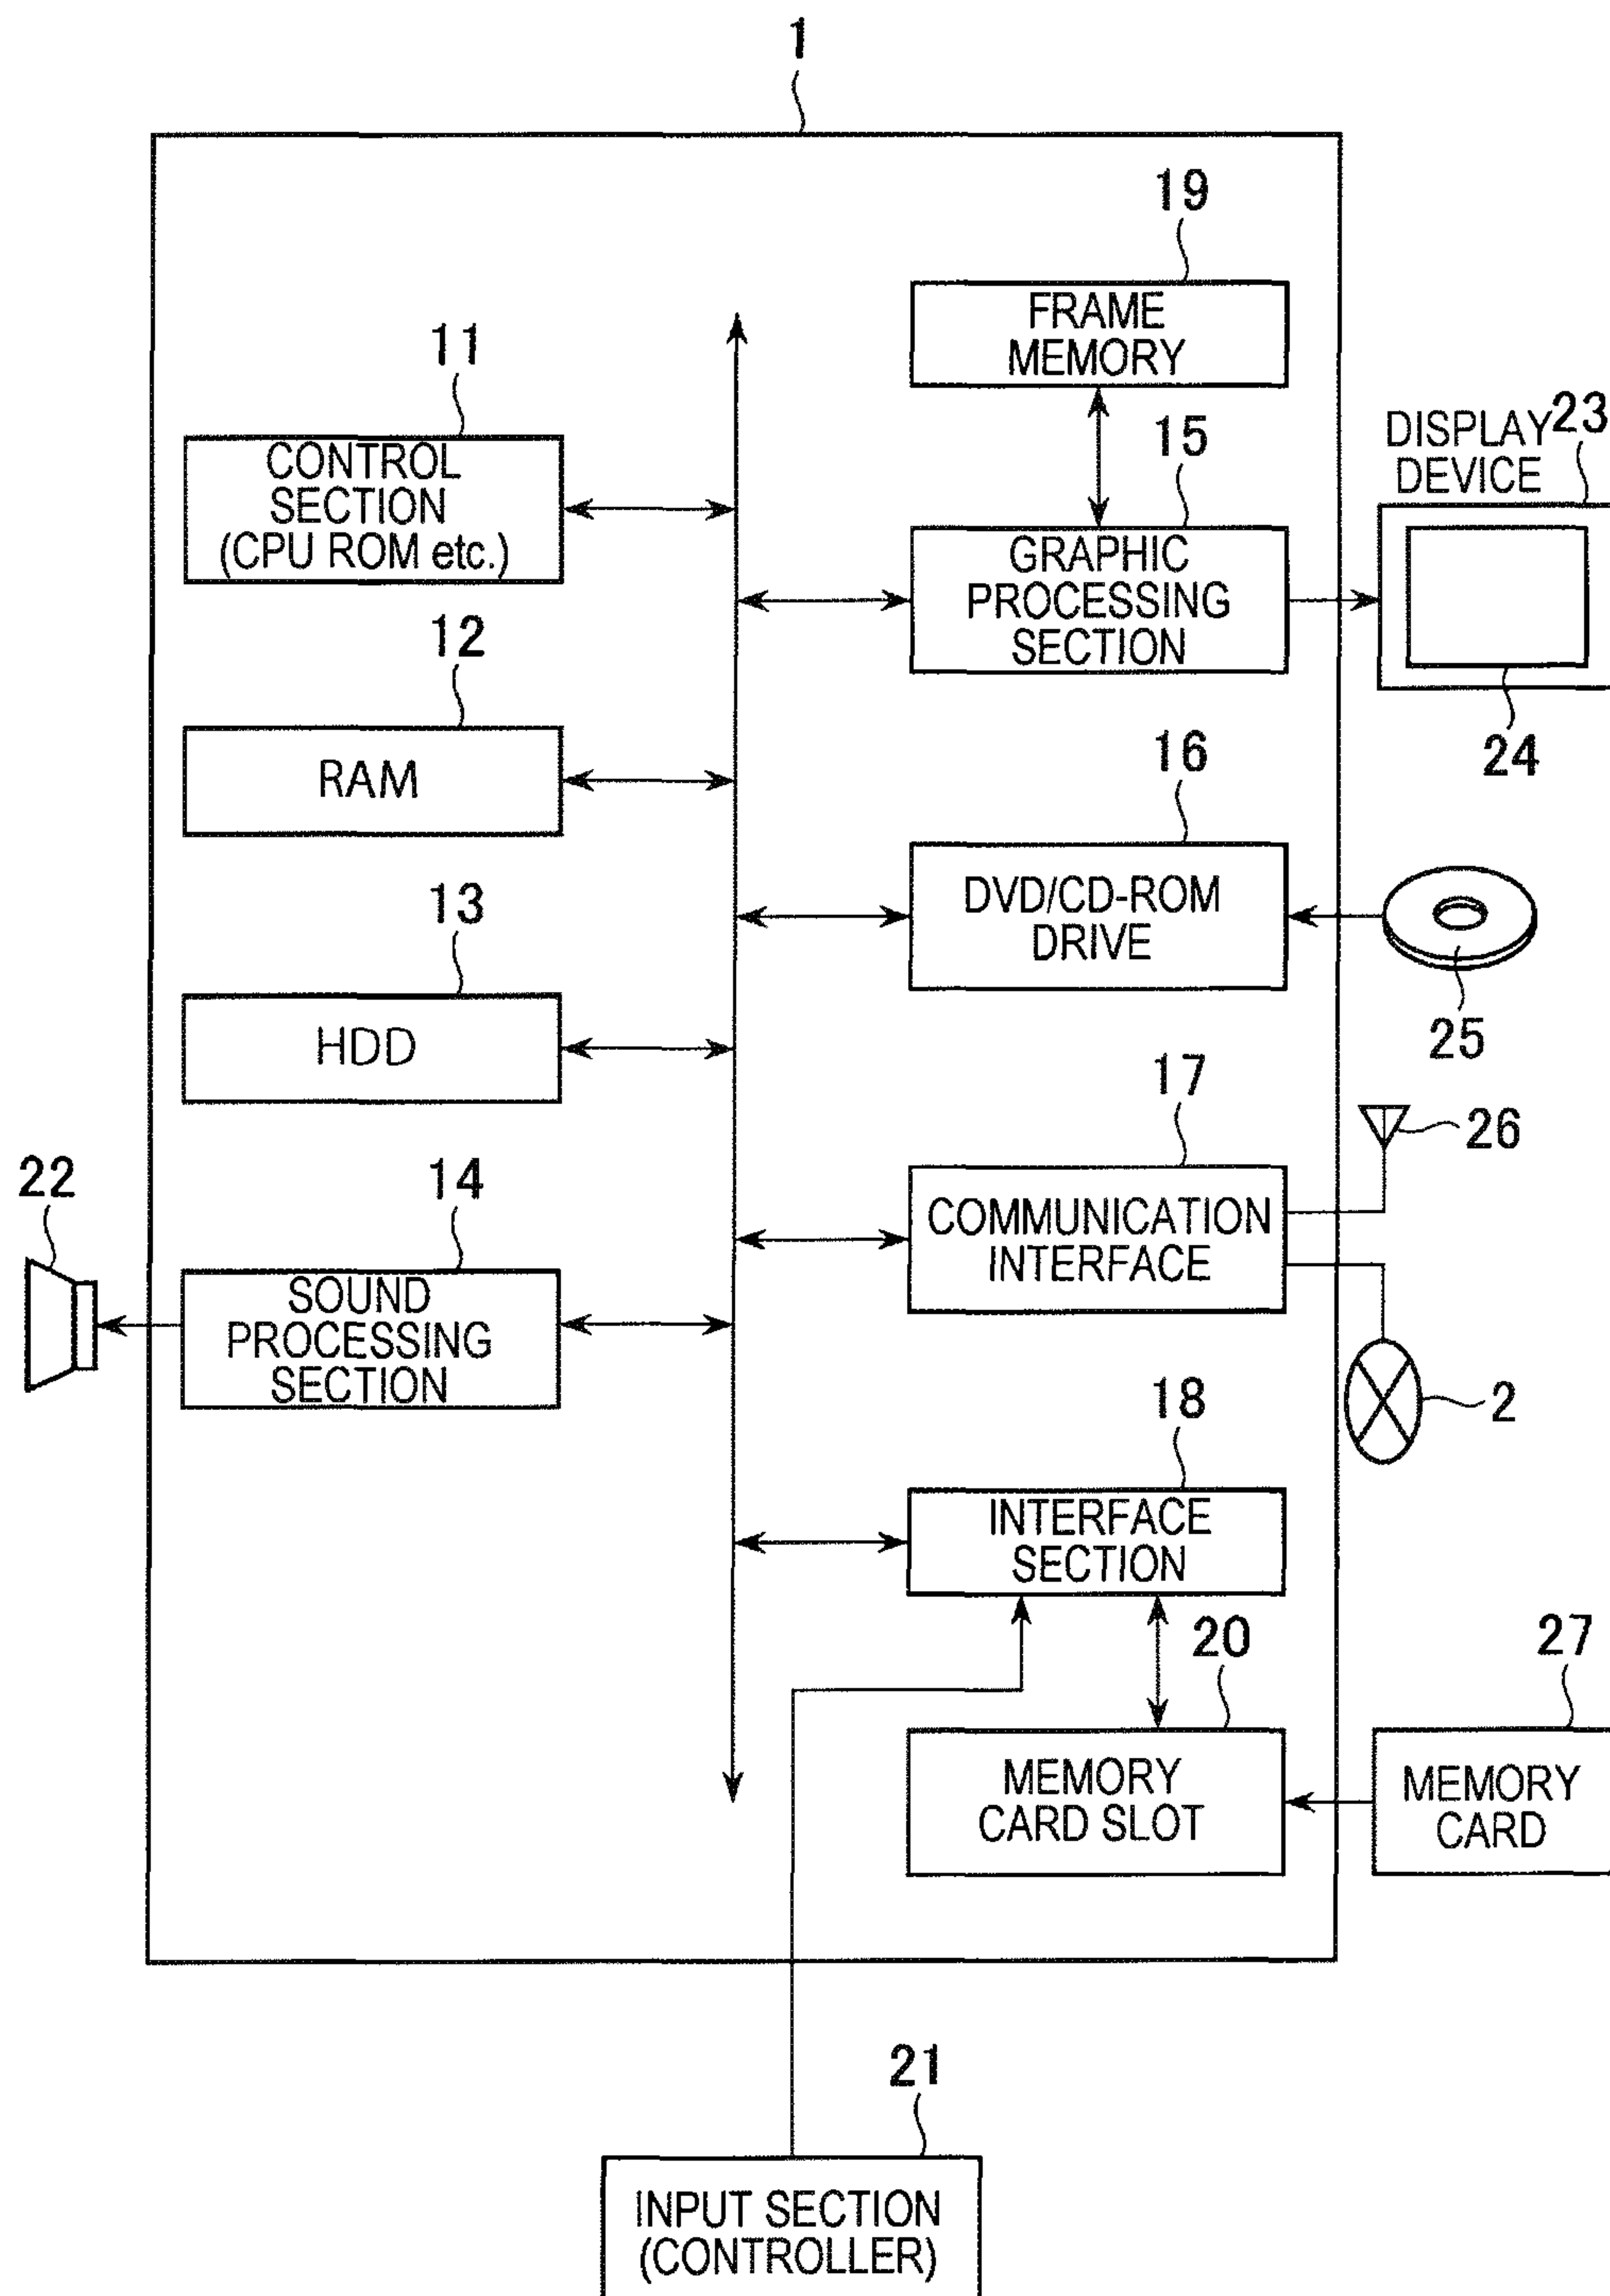 1
19
FRAME
MEMORY
11
CONTROL
SECTION
(CPU ROM etc.)
15
GRAPHIC
PROCESSING
SECTION
DISPLAY
DEVICE
23
24
12
RAM
16
DVD/CD-ROM
DRIVE
25
13
HDD
17
COMMUNICATION
INTERFACE
26
2
22
14
SOUND
PROCESSING
SECTION
18
INTERFACE
SECTION
20
MEMORY
CARD SLOT
27
MEMORY
CARD
21
INPUT SECTION
(CONTROLLER)